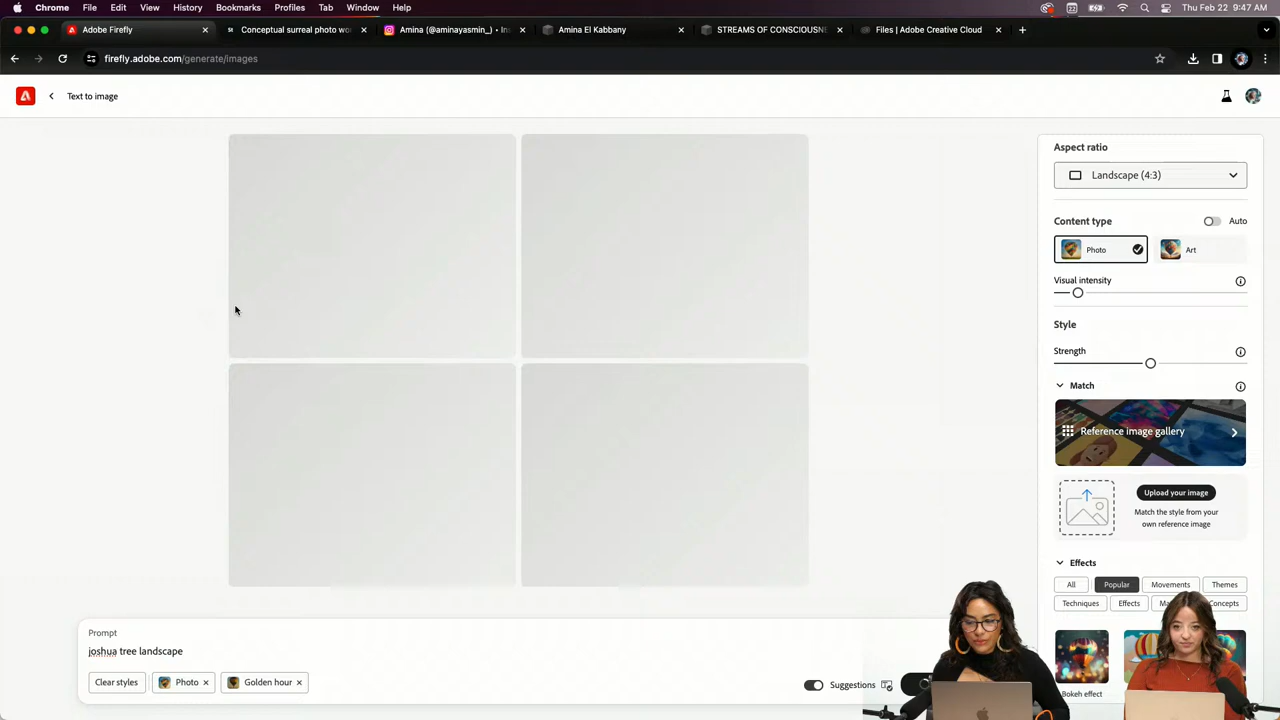 Chrome File Edit View History Bookmarks Profiles Tab Window Help
Thu Feb 22 9:47 AM
Adobe Firefly
Conceptual surreal photo wo
Amina (@aminayasmin_) • In
Amina El Kabbany
STREAMS OF CONSCIOUSNE
Files | Adobe Creative Cloud
firefly.adobe.com/generate/images
Text to image
Aspect ratio
Landscape (4:3)
Content type
Auto
Photo
Art
Visual intensity
Style
Strength
Match
Reference image gallery
Upload your image
Match the style from your
own reference image
Effects
All Popular Movements Themes
Techniques Effects Concepts
Bokeh effect
Prompt
joshua tree landscape
Clear styles Photo Golden hour
Suggestions